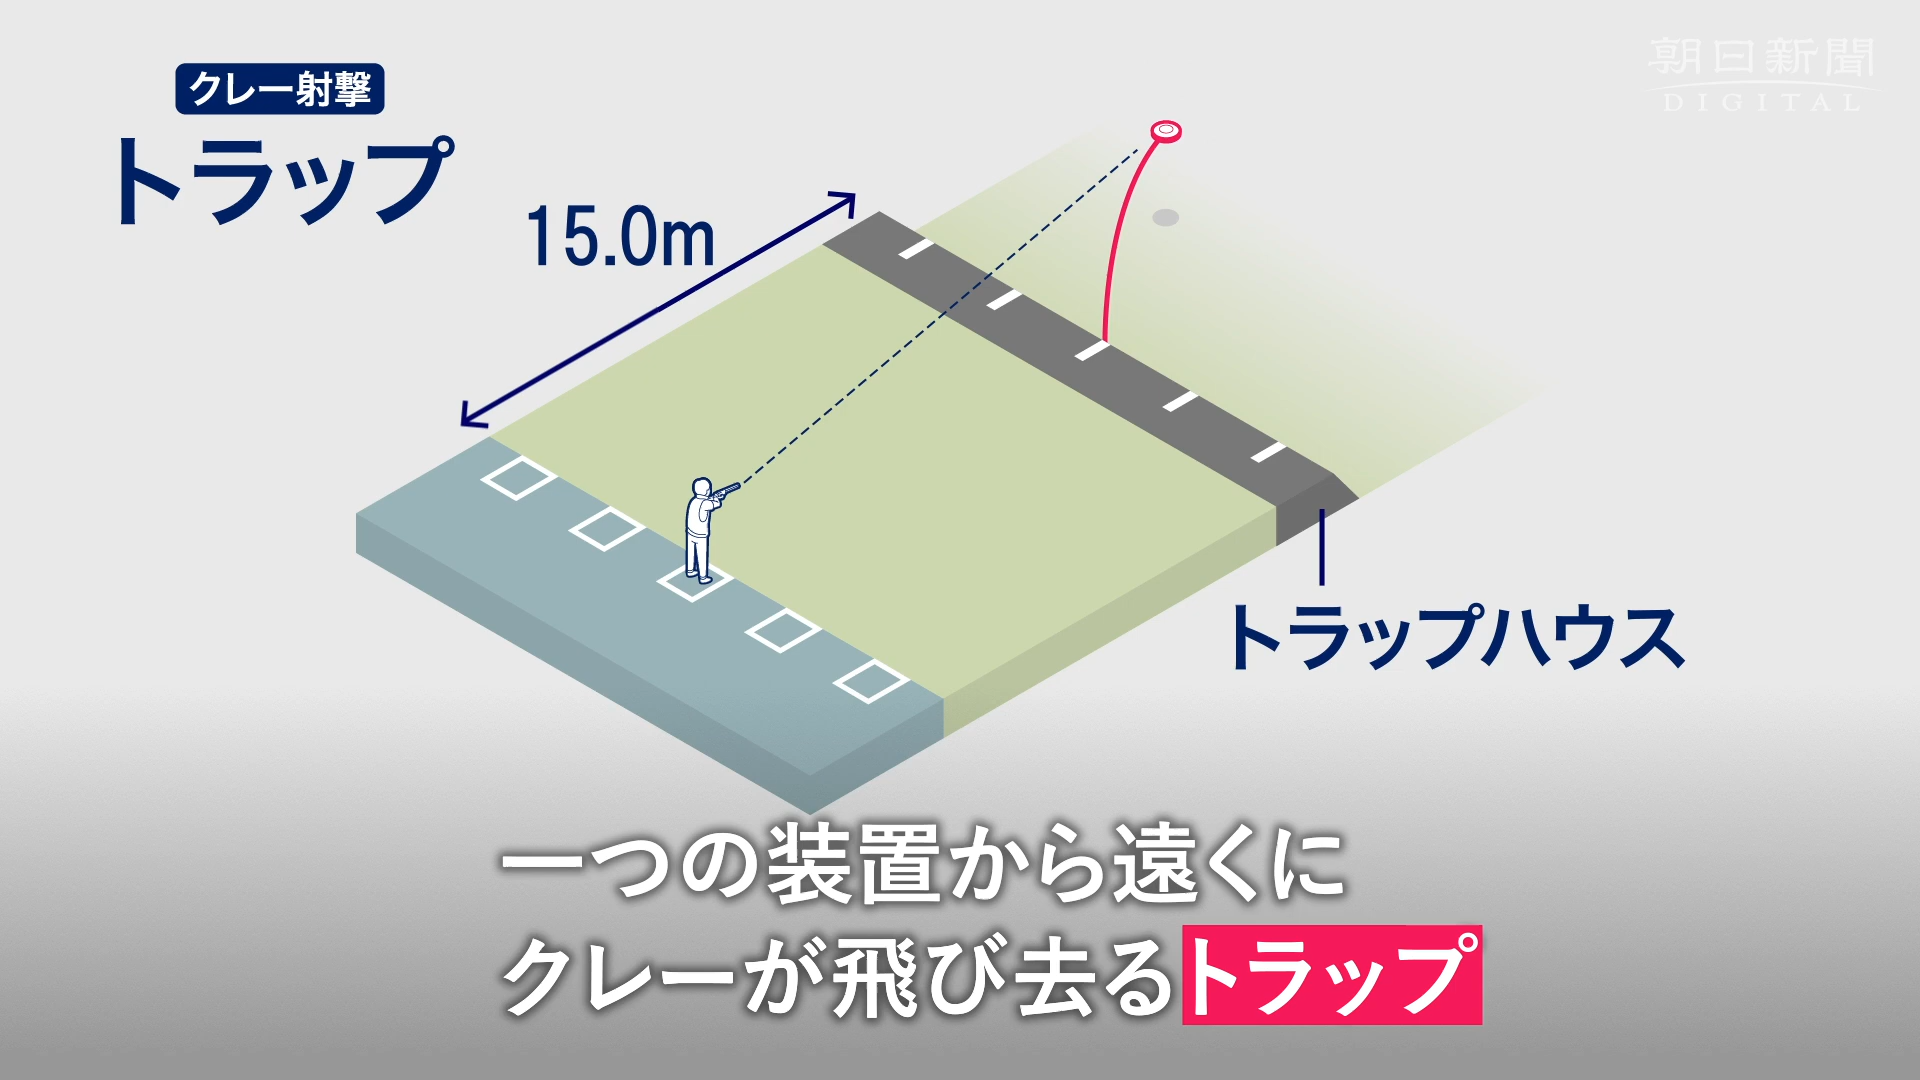 クレー射撃
トラップ
朝日新聞
DIGITAL
15.0m
トラップハウス
一つの装置から遠くに
クレーが飛び去るトラップ